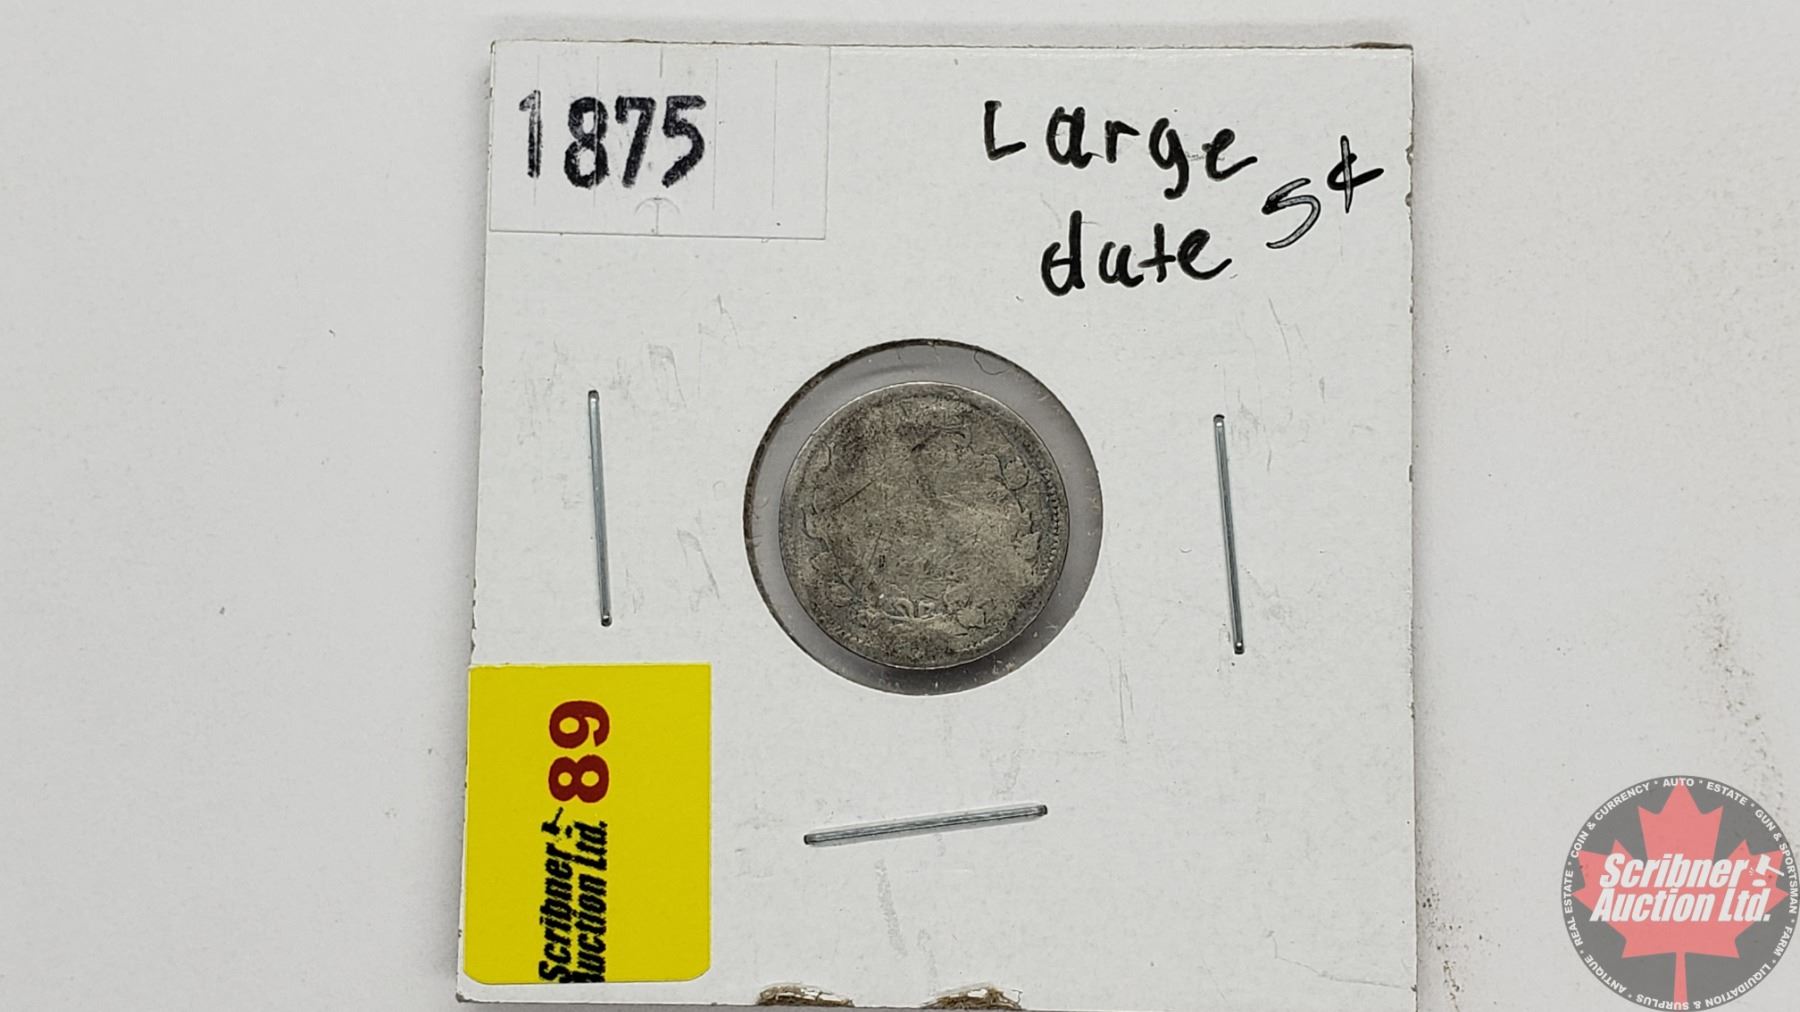 1875
Large
date 5¢
89
Scribner
Auction Ltd.
Scribner
Auction Ltd.
COIN & CURRENCY * AUTO * ESTATE * GUN & SPORTSMAN * FARM * LIQUIDATION & SURPLUS * ANTIQUE * REAL ESTATE *